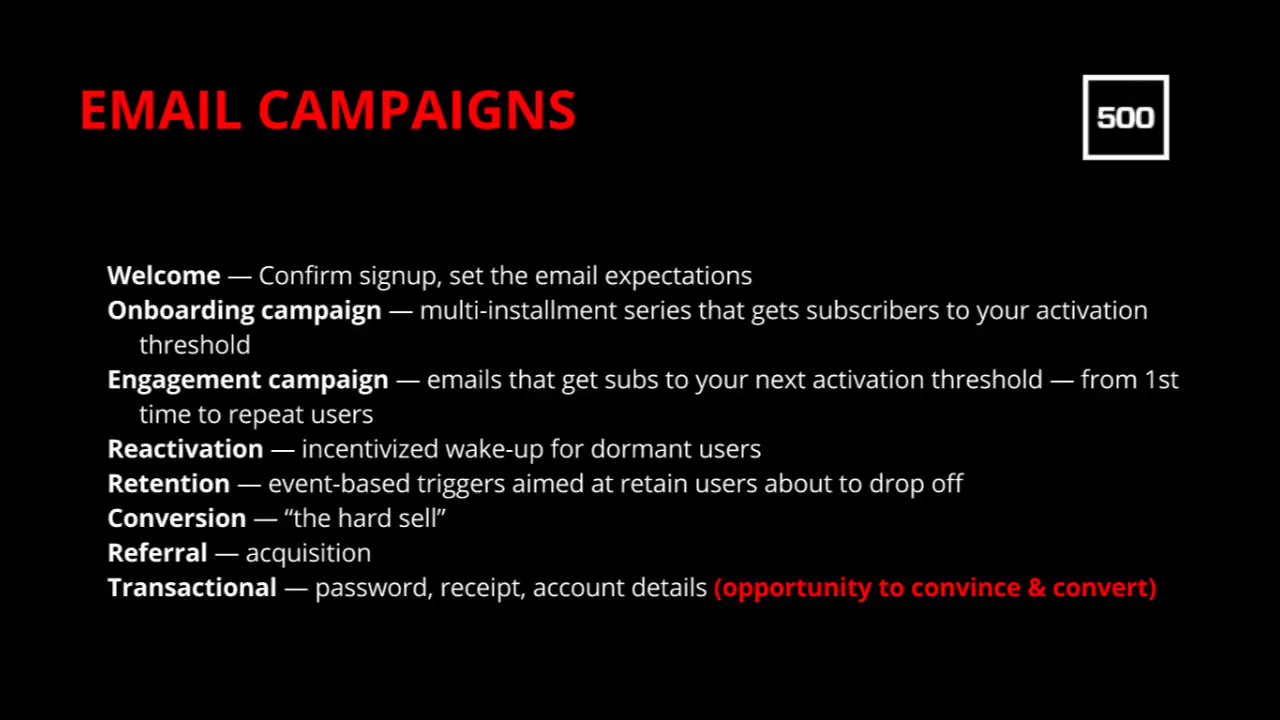 EMAIL CAMPAIGNS
500
Welcome — Confirm signup, set the email expectations
Onboarding campaign — multi-installment series that gets subscribers to your activation
threshold
Engagement campaign — emails that get subs to your next activation threshold — from 1st
time to repeat users
Reactivation — incentivized wake-up for dormant users
Retention — event-based triggers aimed at retain users about to drop off
Conversion — “the hard sell”
Referral — acquisition
Transactional — password, receipt, account details (opportunity to convince & convert)